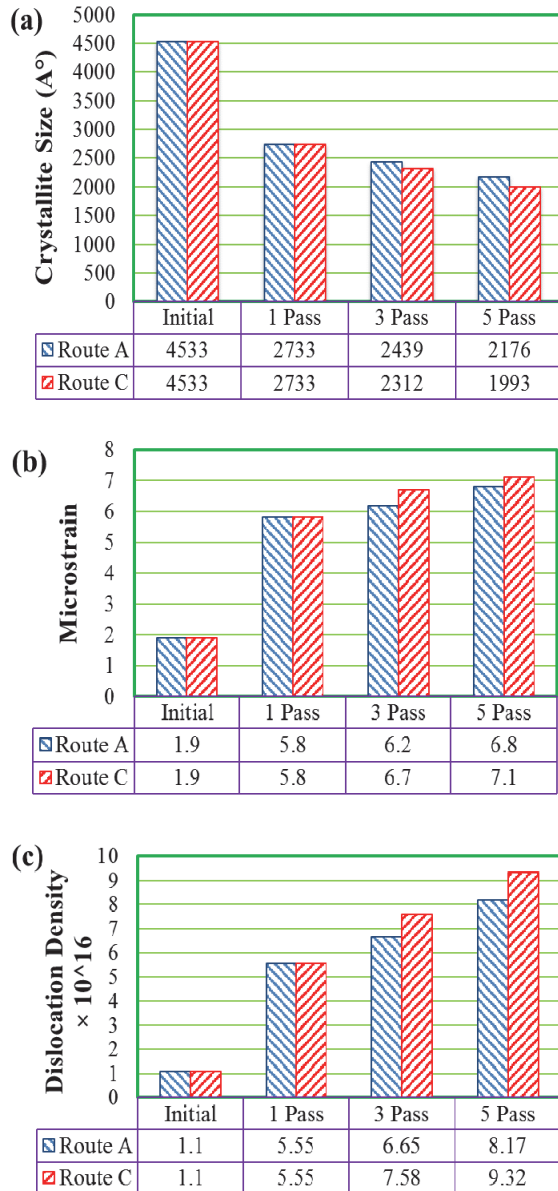 (a)
Crystallite Size (A°)
5000
4500
4000
3500
3000
2500
2000
1500
1000
500
0
Initial 1 Pass 3 Pass 5 Pass
Route A 4533 2733 2439 2176
Route C 4533 2733 2312 1993
(b)
Microstrain
8
7
6
5
4
3
2
1
0
Initial 1 Pass 3 Pass 5 Pass
Route A 1.9 5.8 6.2 6.8
Route C 1.9 5.8 6.7 7.1
(c)
Dislocation Density
× 10^16
10
9
8
7
6
5
4
3
2
1
0
Initial 1 Pass 3 Pass 5 Pass
Route A 1.1 5.55 6.65 8.17
Route C 1.1 5.55 7.58 9.32